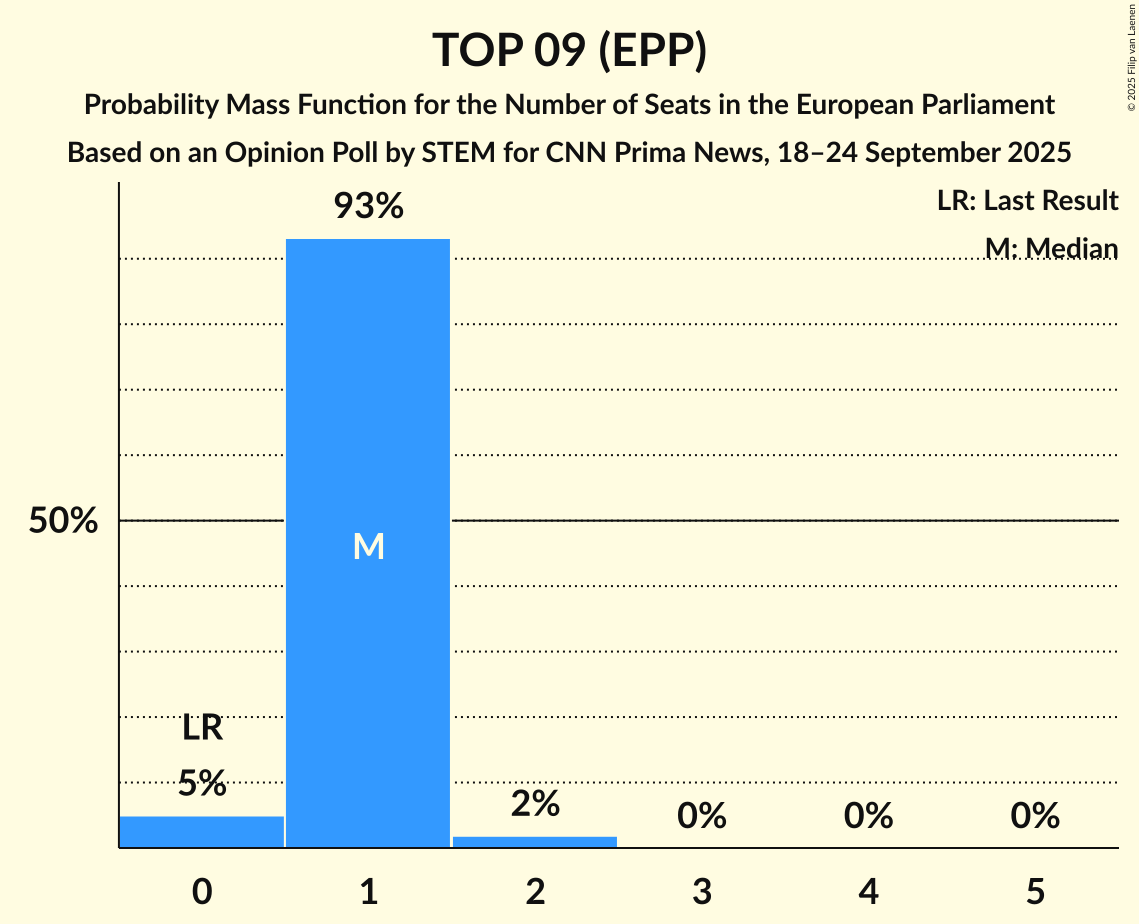 TOP 09 (EPP)
Probability Mass Function for the Number of Seats in the European Parliament
Based on an Opinion Poll by STEM for CNN Prima News, 18–24 September 2025
© 2025 Filip van Laenen
LR: Last Result
M: Median
93%
50%
M
LR
5%
2%
0%
0%
0%
0
1
2
3
4
5